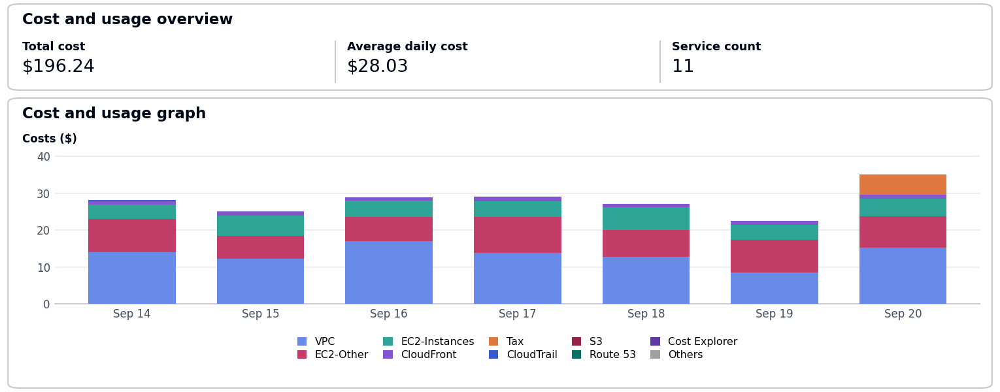 Cost and usage overview
Total cost
$196.24
Average daily cost
$28.03
Service count
11
Cost and usage graph
Costs ($)
40
30
20
10
0
Sep 14 Sep 15 Sep 16 Sep 17 Sep 18 Sep 19 Sep 20
VPC EC2-Instances Tax S3 Cost Explorer
EC2-Other CloudFront CloudTrail Route 53 Others